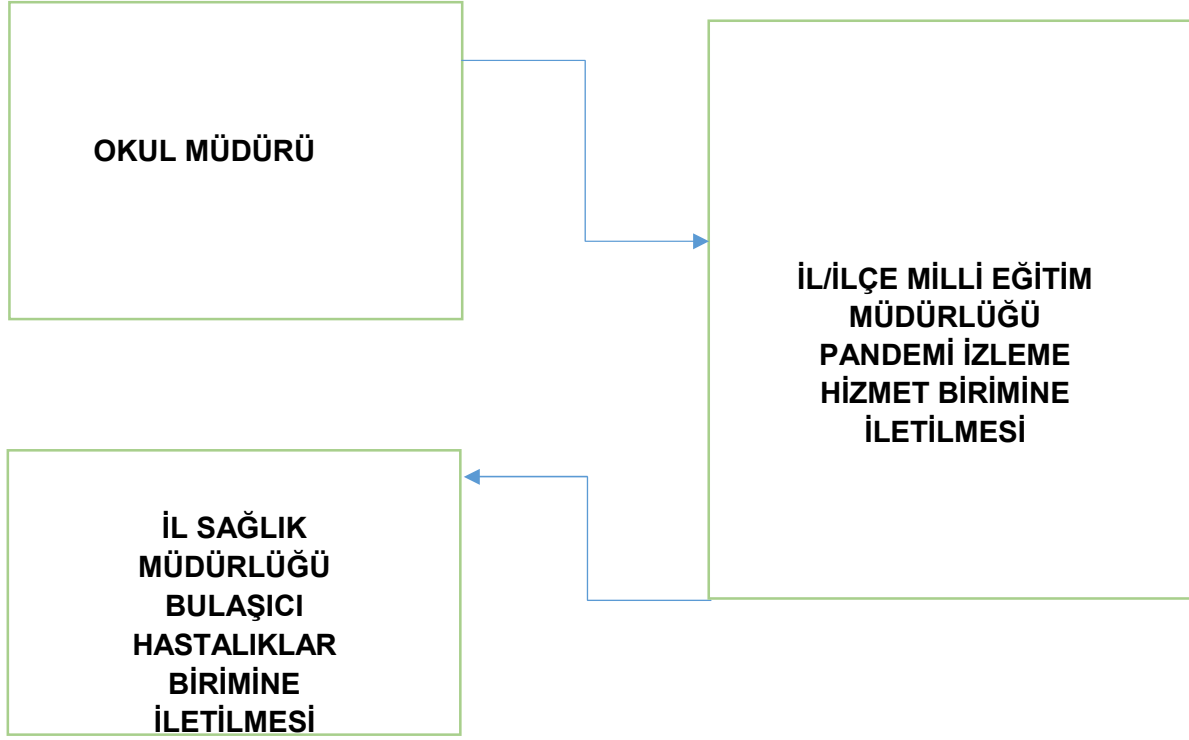 OKUL MÜDÜRÜ
İL/İLÇE MİLLİ EĞİTİM
MÜDÜRLÜĞÜ
PANDEMİ İZLEME
HİZMET BİRİMİNE
İLETİLMESİ
İL SAĞLIK
MÜDÜRLÜĞÜ
BULAŞICI
HASTALIKLAR
BİRİMİNE
İLETİLMESİ